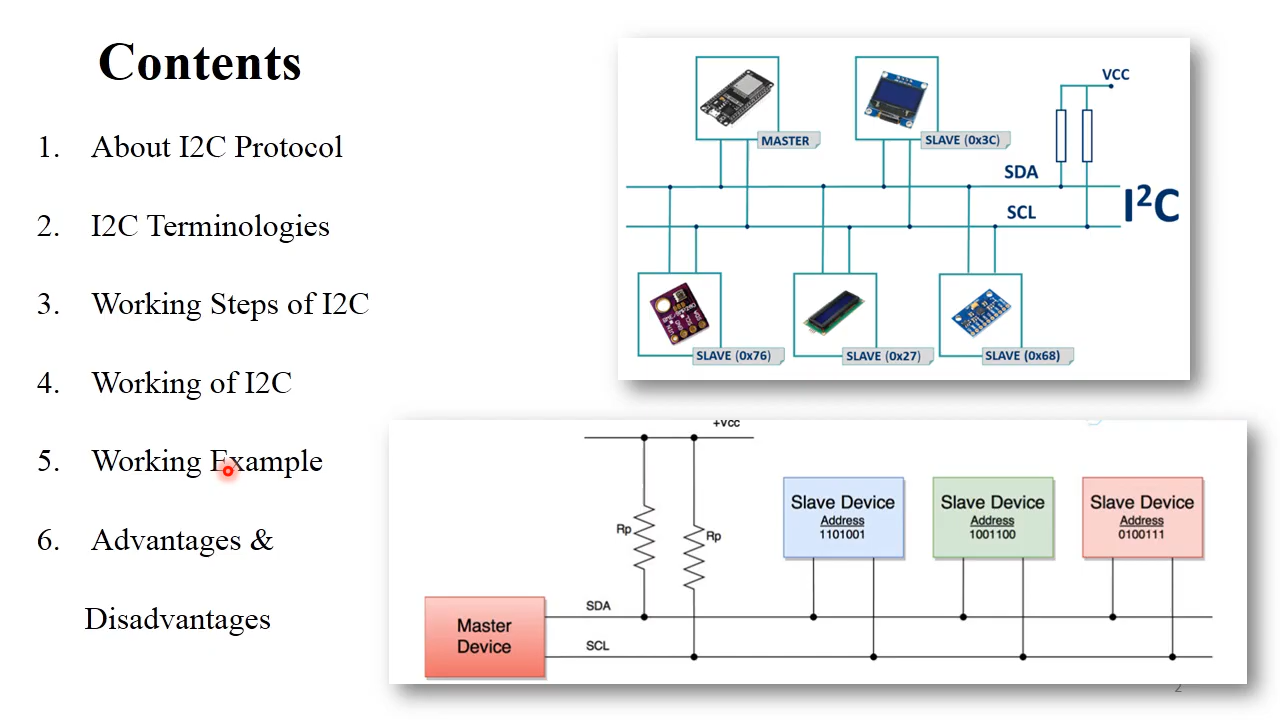 Contents
1. About I2C Protocol
2. I2C Terminologies
3. Working Steps of I2C
4. Working of I2C
5. Working Example
6. Advantages &
Disadvantages
VCC
MASTER
SLAVE (0x3C)
SDA
SCL
I²C
SLAVE (0x76)
SLAVE (0x27)
SLAVE (0x68)
+Vcc
Rp
Rp
Slave Device
Address
1101001
Slave Device
Address
1001100
Slave Device
Address
0100111
SDA
SCL
Master
Device
2